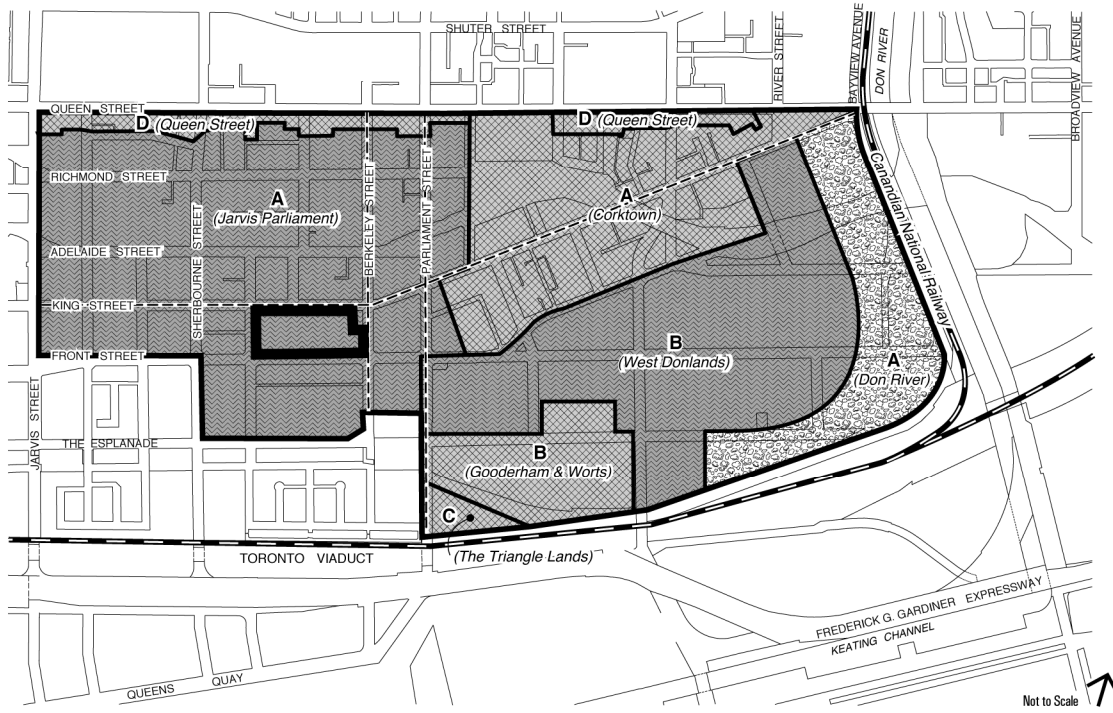 SHUTER STREET
RIVER STREET
BAYVIEW AVENUE
DON RIVER
BROADVIEW AVENUE
QUEEN STREET
D (Queen Street)
D (Queen Street)
RICHMOND STREET
A
(Jarvis Parliament)
A
(Corktown)
SHERBOURNE STREET
BERKELEY STREET
PARLIAMENT STREET
Canandian National Railway
ADELAIDE STREET
KING STREET
FRONT STREET
B
(West Donlands)
A
(Don River)
JARVIS STREET
THE ESPLANADE
B
(Gooderham & Worts)
C
(The Triangle Lands)
TORONTO VIADUCT
FREDERICK G. GARDINER EXPRESSWAY
KEATING CHANNEL
QUEENS QUAY
Not to Scale